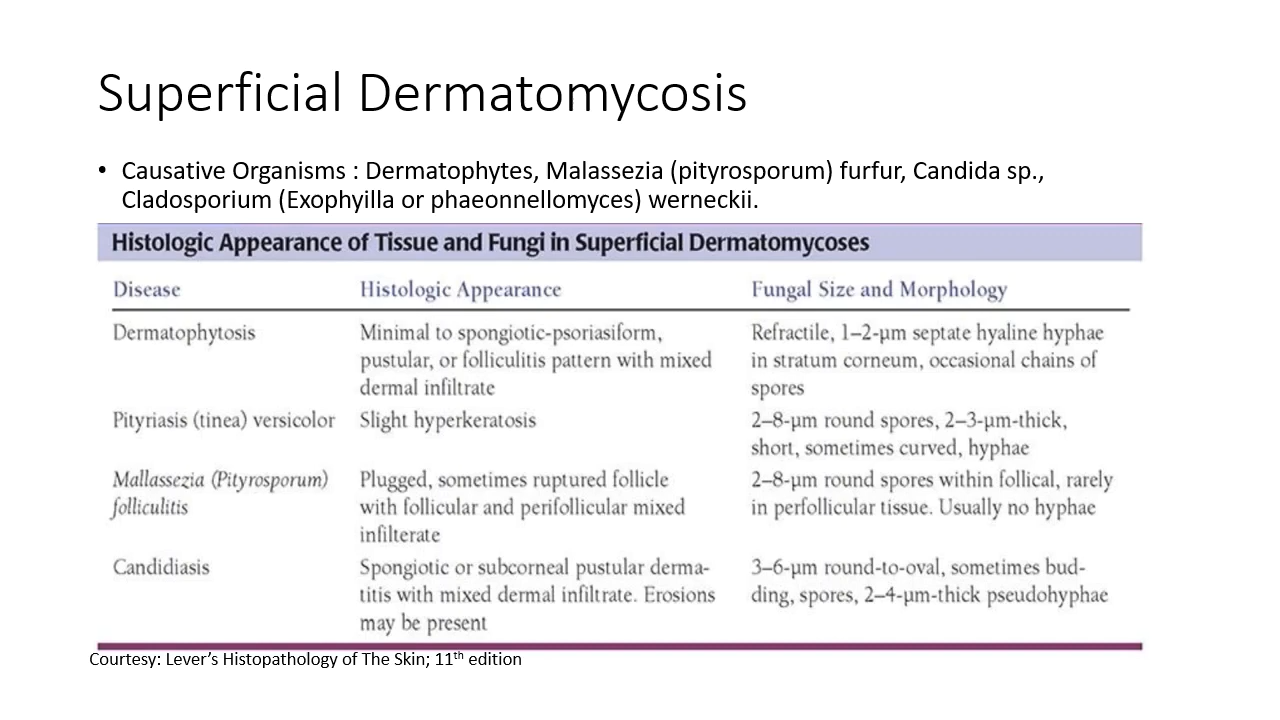 Superficial Dermatomycosis
• Causative Organisms : Dermatophytes, Malassezia (pityrosporum) furfur, Candida sp.,
Cladosporium (Exophyilla or phaeonnellomyces) werneckii.
Histologic Appearance of Tissue and Fungi in Superficial Dermatomycoses
Disease Histologic Appearance Fungal Size and Morphology
Dermatophytosis Minimal to spongiotic-psoriasiform, Refractile, 1–2-μm septate hyaline hyphae
pustular, or folliculitis pattern with mixed in stratum corneum, occasional chains of
dermal infiltrate spores
Pityriasis (tinea) versicolor Slight hyperkeratosis 2–8-μm round spores, 2–3-μm-thick,
short, sometimes curved, hyphae
Mallassezia (Pityrosporum) Plugged, sometimes ruptured follicle 2–8-μm round spores within follical, rarely
folliculitis with follicular and perifollicular mixed in perfollicular tissue. Usually no hyphae
infilterate
Candidiasis Spongiotic or subcorneal pustular derma- 3–6-μm round-to-oval, sometimes bud-
titis with mixed dermal infiltrate. Erosions ding, spores, 2–4-μm-thick pseudohyphae
may be present
Courtesy: Lever’s Histopathology of The Skin; 11th edition